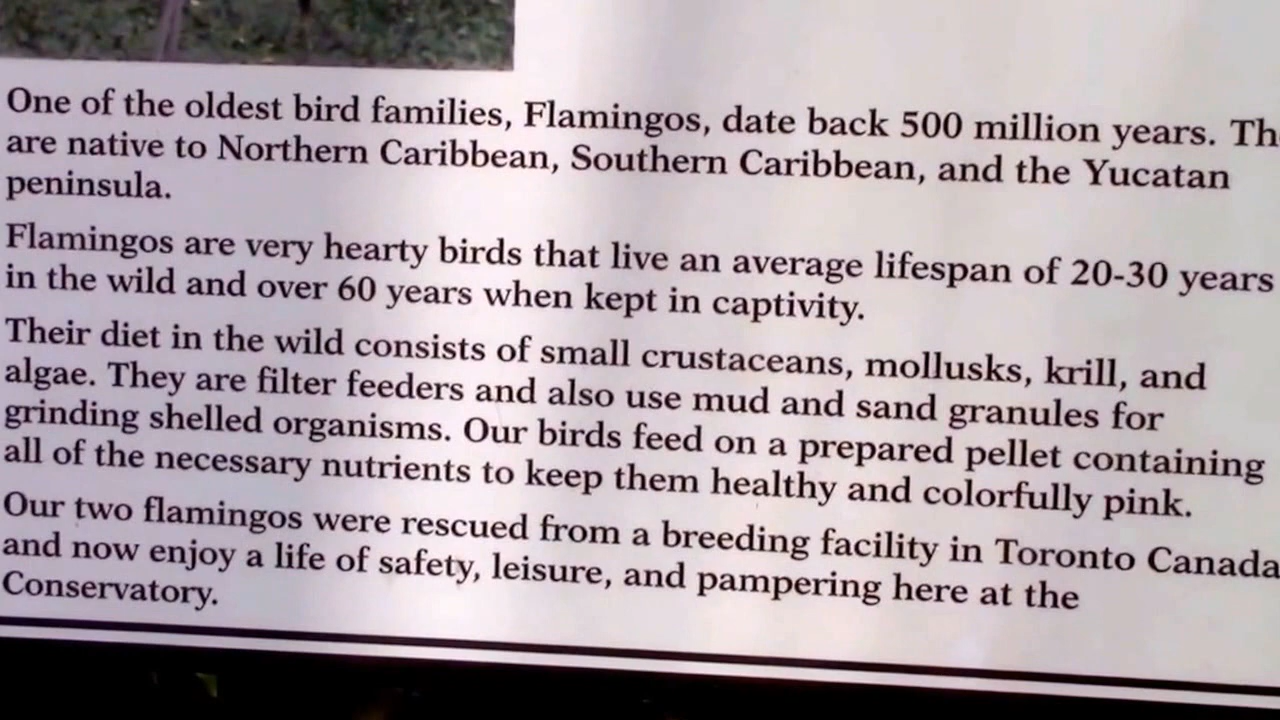 One of the oldest bird families, Flamingos, date back 500 million years. Th
are native to Northern Caribbean, Southern Caribbean, and the Yucatan
peninsula.
Flamingos are very hearty birds that live an average lifespan of 20-30 years
in the wild and over 60 years when kept in captivity.
Their diet in the wild consists of small crustaceans, mollusks, krill, and
algae. They are filter feeders and also use mud and sand granules for
grinding shelled organisms. Our birds feed on a prepared pellet containing
all of the necessary nutrients to keep them healthy and colorfully pink.
Our two flamingos were rescued from a breeding facility in Toronto Canada
and now enjoy a life of safety, leisure, and pampering here at the
Conservatory.